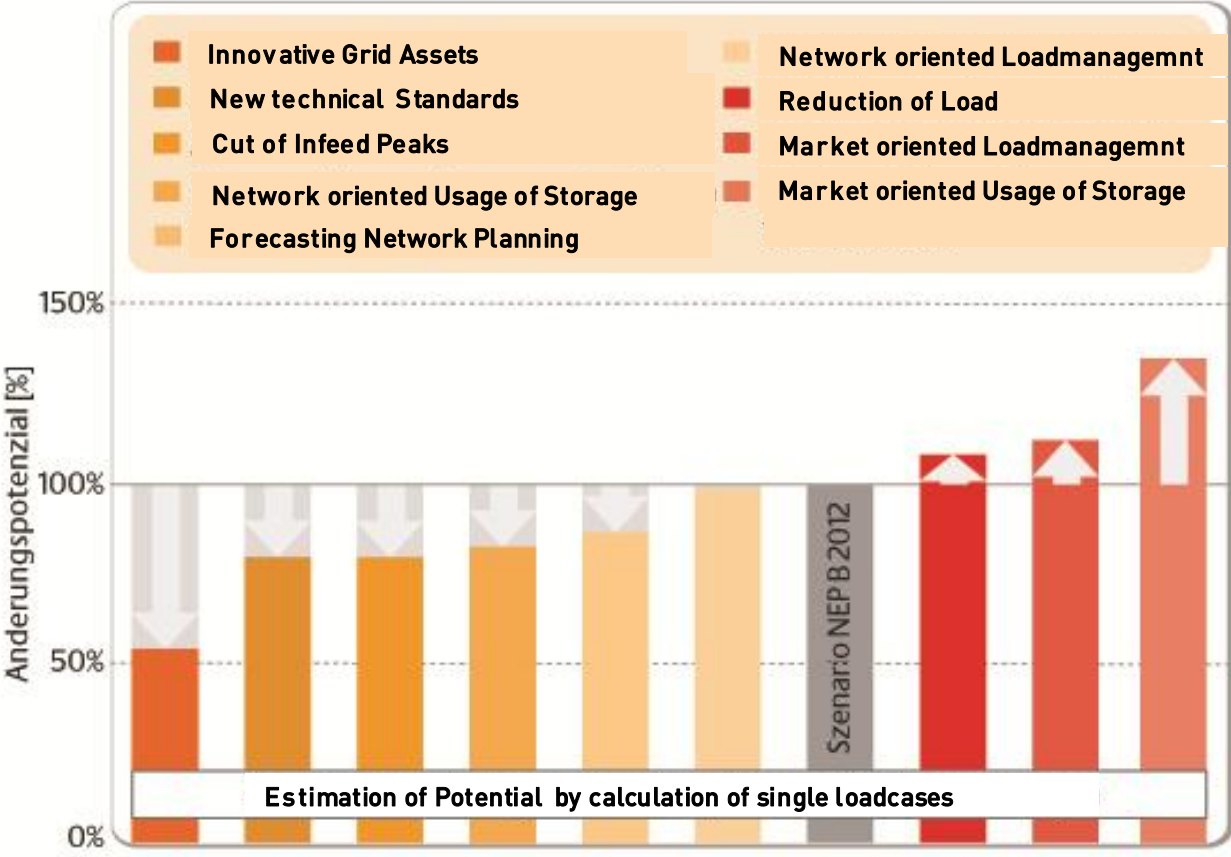 Innovative Grid Assets
New technical Standards
Cut of Infeed Peaks
Network oriented Usage of Storage
Forecasting Network Planning
Network oriented Loadmanagemnt
Reduction of Load
Market oriented Loadmanagemnt
Market oriented Usage of Storage
Änderungspotenzial [%]
150%
100%
50%
0%
Szenario NEP B 2012
Estimation of Potential by calculation of single loadcases